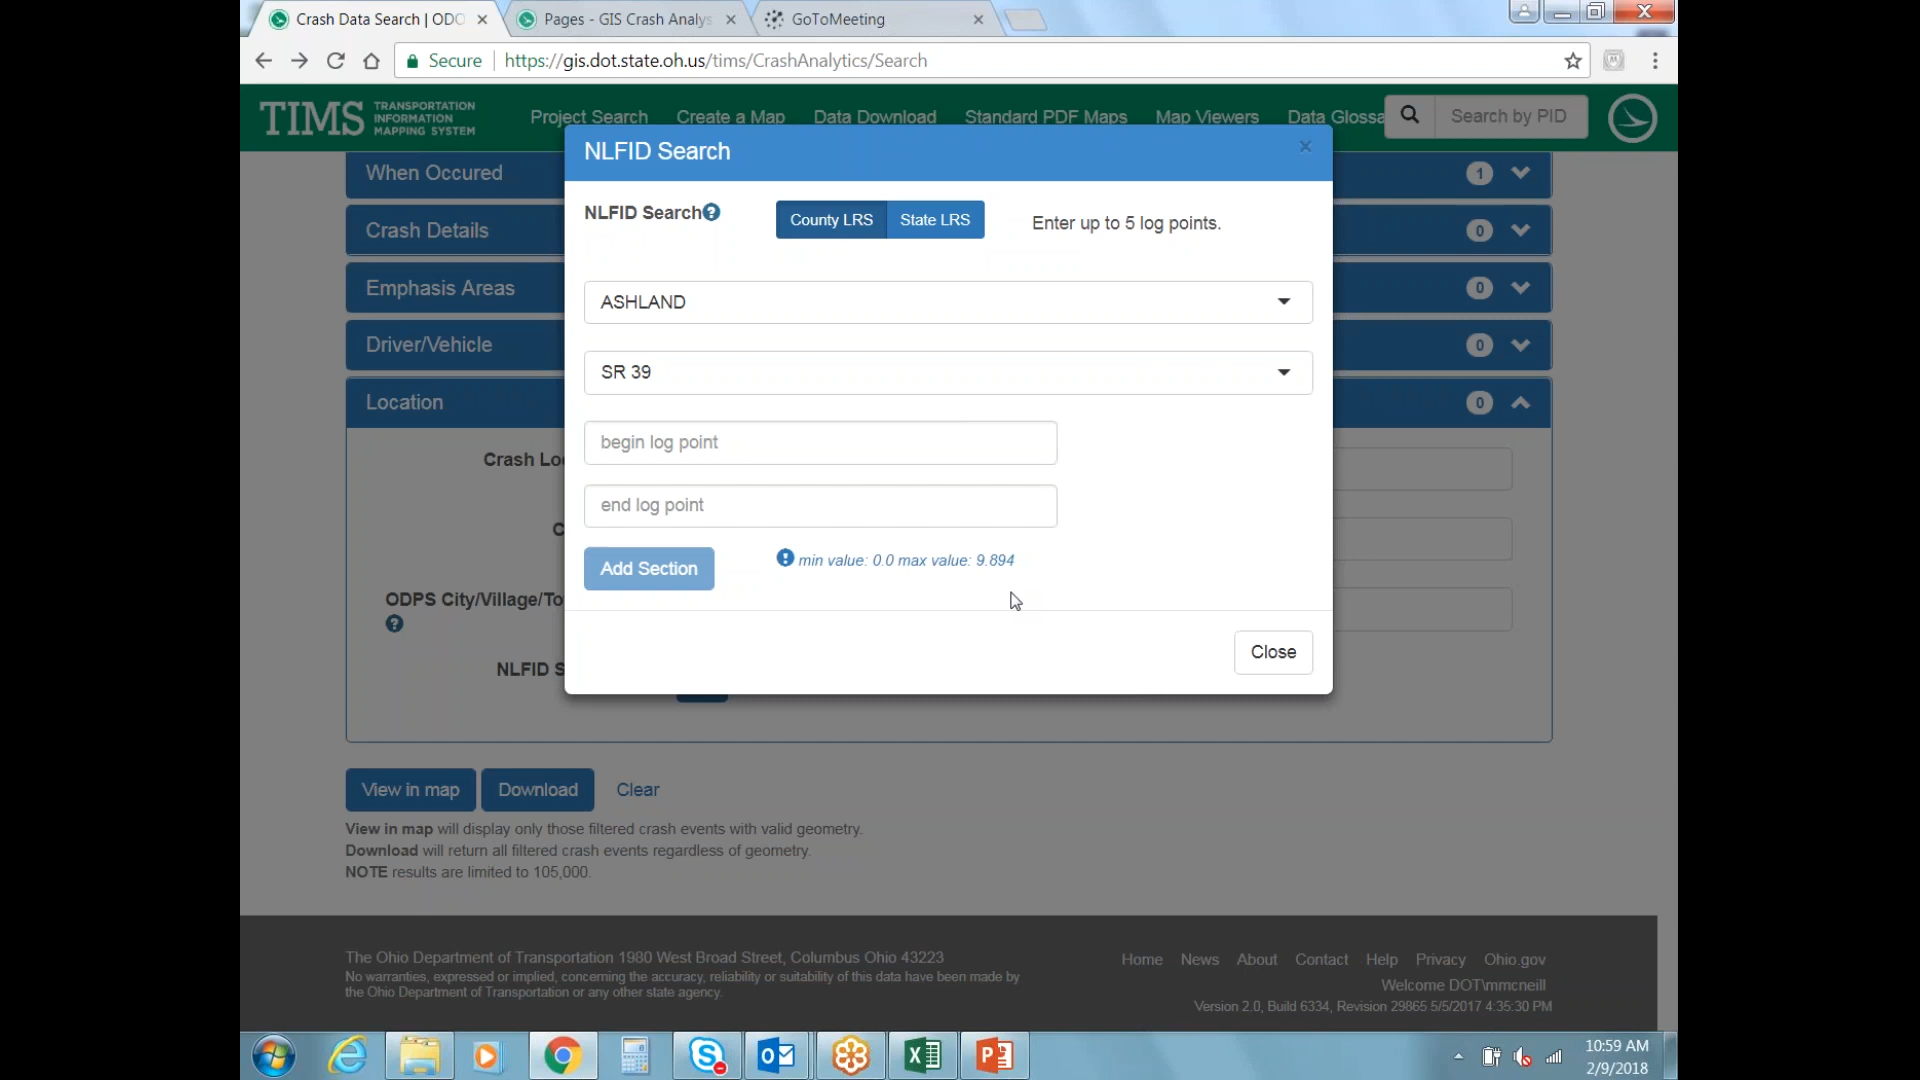 Crash Data Search | ODO
Pages - GIS Crash Analys
GoToMeeting
Secure
https://gis.dot.state.oh.us/tims/CrashAnalytics/Search
TIMS
TRANSPORTATION
INFORMATION
MAPPING SYSTEM
Project Search
Create a Map
Data Download
Standard PDF Maps
Map Viewers
Data Glossa
Search by PID
NLFID Search
×
When Occured
1
NLFID Search
County LRS
State LRS
Enter up to 5 log points.
Crash Details
0
Emphasis Areas
0
ASHLAND
Driver/Vehicle
0
SR 39
Location
0
begin log point
Crash Loc
end log point
C
Add Section
min value: 0.0 max value: 9.894
ODPS City/Village/To
NLFID S
Close
View in map
Download
Clear
View in map will display only those filtered crash events with valid geometry.
Download will return all filtered crash events regardless of geometry.
NOTE results are limited to 105,000.
The Ohio Department of Transportation 1980 West Broad Street, Columbus Ohio 43223
No warranties, expressed or implied, concerning the accuracy, reliability or suitability of this data have been made by
the Ohio Department of Transportation or any other state agency.
Home
News
About
Contact
Help
Privacy
Ohio.gov
Welcome DOT\mmcneill
Version 2.0, Build 6334, Revision 29865 5/5/2017 4:35:30 PM
10:59 AM
2/9/2018